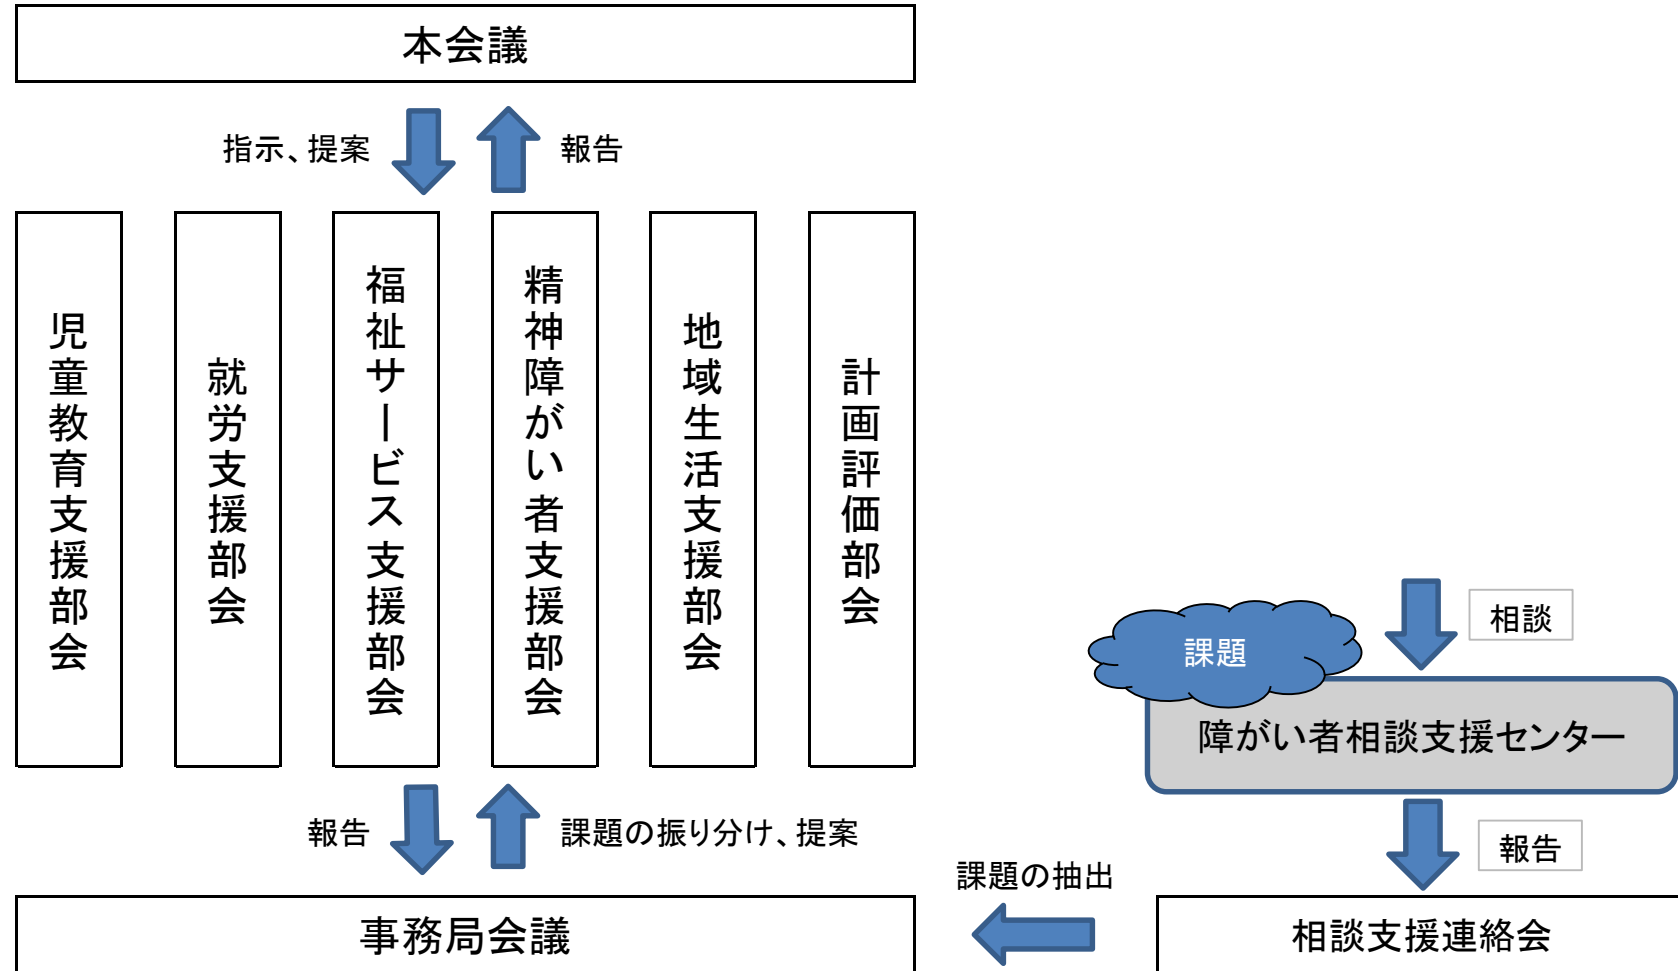 本会議
指示、提案
報告
児童教育支援部会
就労支援部会
福祉サービス支援部会
精神障がい者支援部会
地域生活支援部会
計画評価部会
報告
課題の振り分け、提案
事務局会議
相談
課題
障がい者相談支援センター
報告
課題の抽出
相談支援連絡会